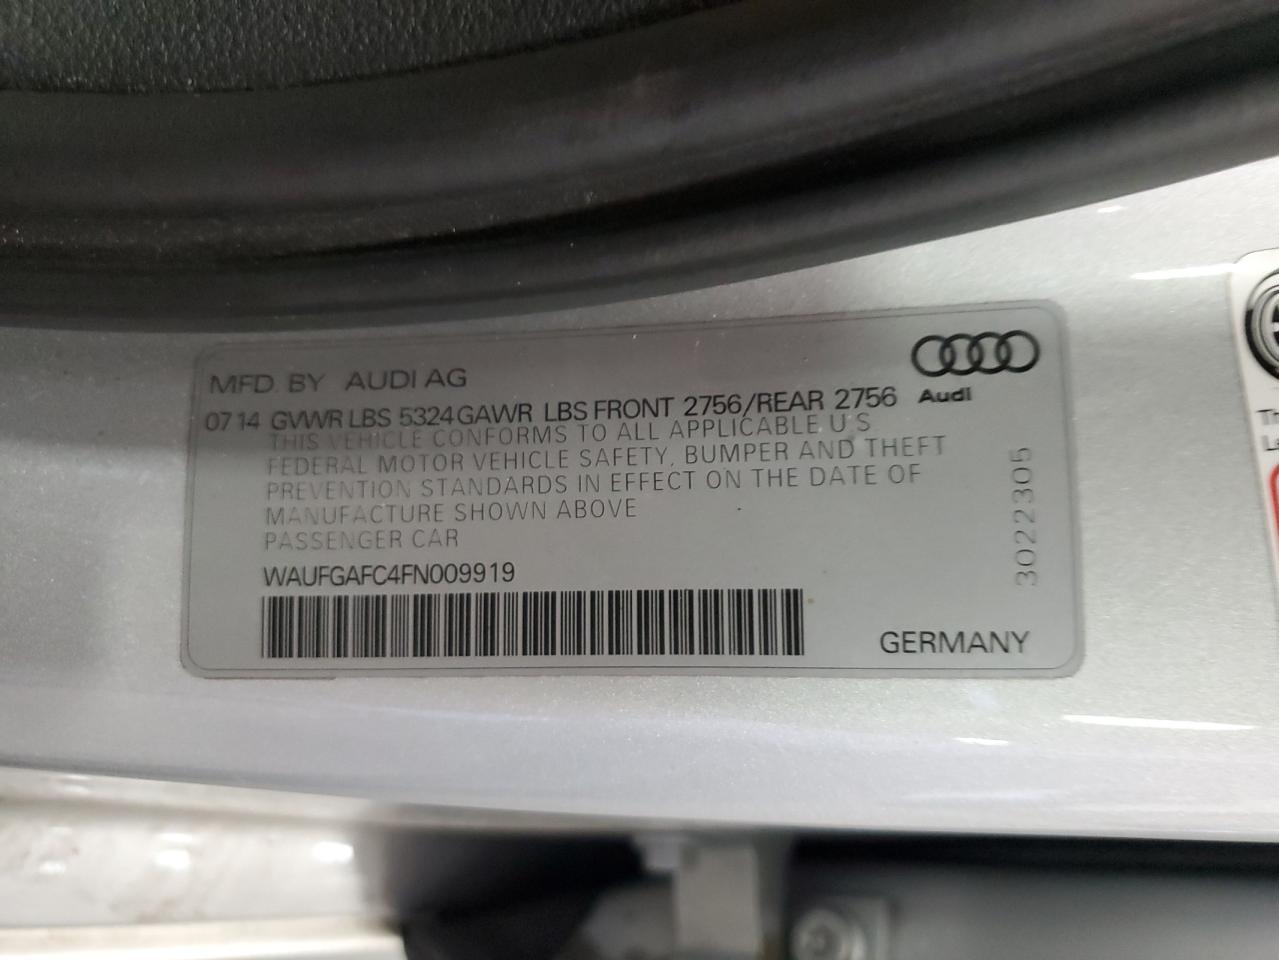 MFD. BY AUDI AG
Audi
07 14 GVWR LBS 5324 GAWR LBS FRONT 2756/REAR 2756
THIS VEHICLE CONFORMS TO ALL APPLICABLE U S
FEDERAL MOTOR VEHICLE SAFETY, BUMPER AND THEFT
PREVENTION STANDARDS IN EFFECT ON THE DATE OF
MANUFACTURE SHOWN ABOVE
PASSENGER CAR
WAUFGAFC4FN009919
GERMANY
3022305